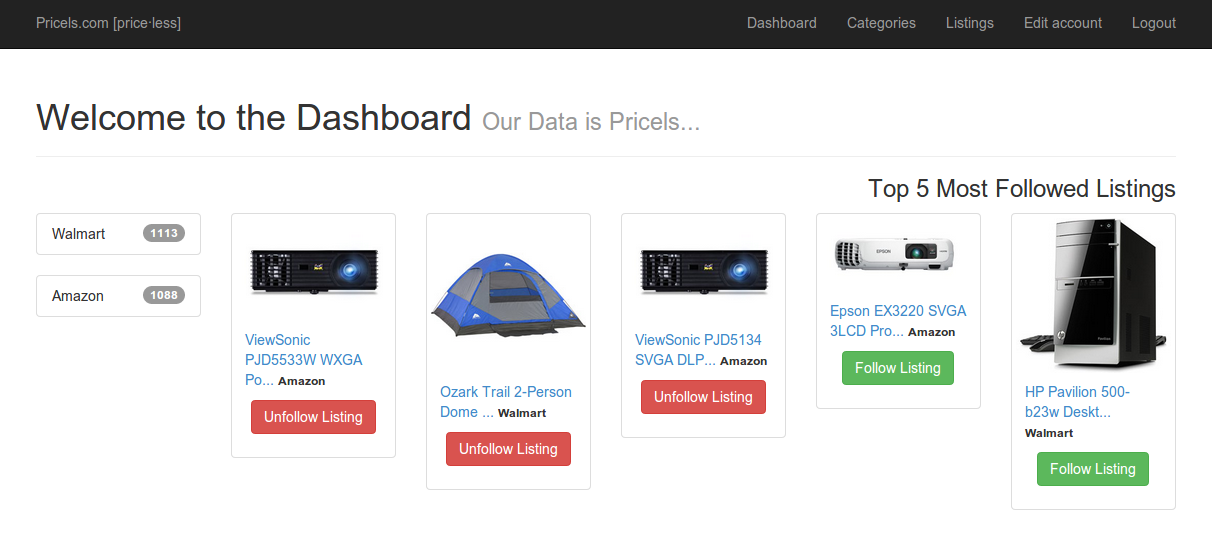 Pricels.com [price·less]
Dashboard
Categories
Listings
Edit account
Logout
Welcome to the Dashboard Our Data is Pricels...
Top 5 Most Followed Listings
Walmart 1113
Amazon 1088
ViewSonic
PJD5533W WXGA
Po... Amazon
Unfollow Listing
Ozark Trail 2-Person
Dome ... Walmart
Unfollow Listing
ViewSonic PJD5134
SVGA DLP... Amazon
Unfollow Listing
EPSON
Epson EX3220 SVGA
3LCD Pro... Amazon
Follow Listing
HP Pavilion 500-
b23w Deskt...
Walmart
Follow Listing